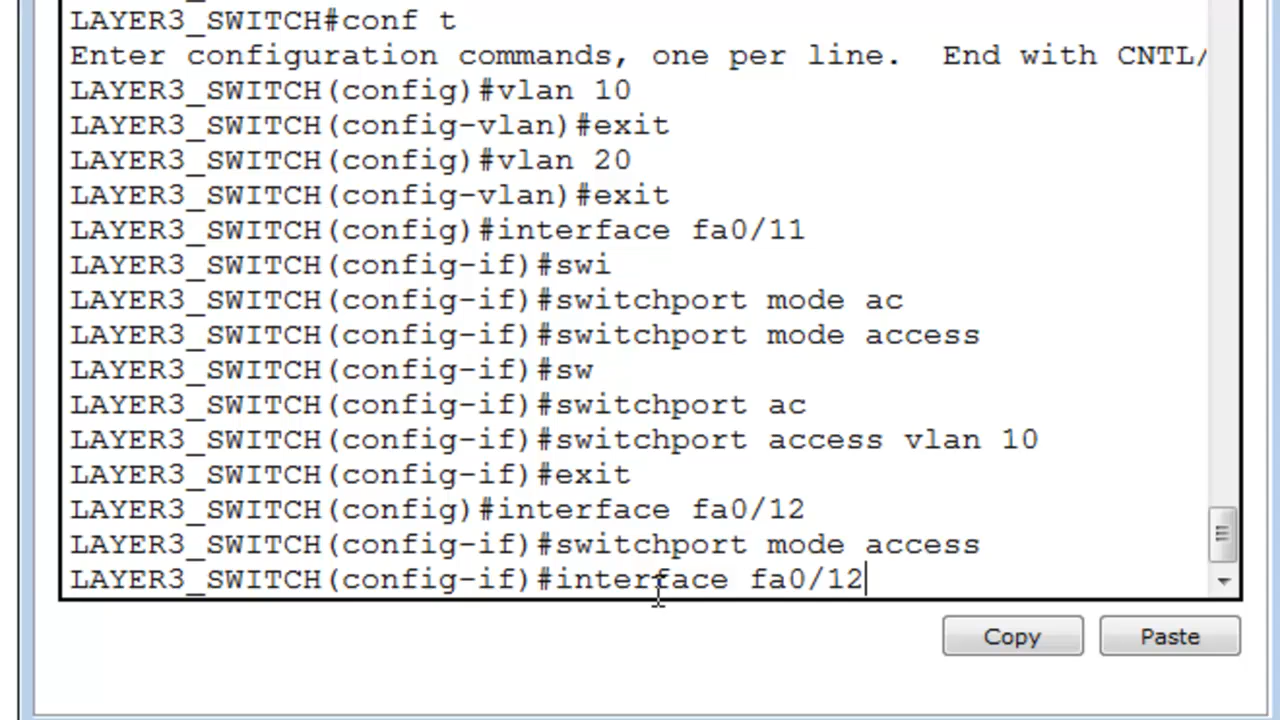 LAYER3_SWITCH#conf t
Enter configuration commands, one per line.  End with CNTL/
LAYER3_SWITCH(config)#vlan 10
LAYER3_SWITCH(config-vlan)#exit
LAYER3_SWITCH(config)#vlan 20
LAYER3_SWITCH(config-vlan)#exit
LAYER3_SWITCH(config)#interface fa0/11
LAYER3_SWITCH(config-if)#swi
LAYER3_SWITCH(config-if)#switchport mode ac
LAYER3_SWITCH(config-if)#switchport mode access
LAYER3_SWITCH(config-if)#sw
LAYER3_SWITCH(config-if)#switchport ac
LAYER3_SWITCH(config-if)#switchport access vlan 10
LAYER3_SWITCH(config-if)#exit
LAYER3_SWITCH(config)#interface fa0/12
LAYER3_SWITCH(config-if)#switchport mode access
LAYER3_SWITCH(config-if)#interface fa0/12
Copy Paste